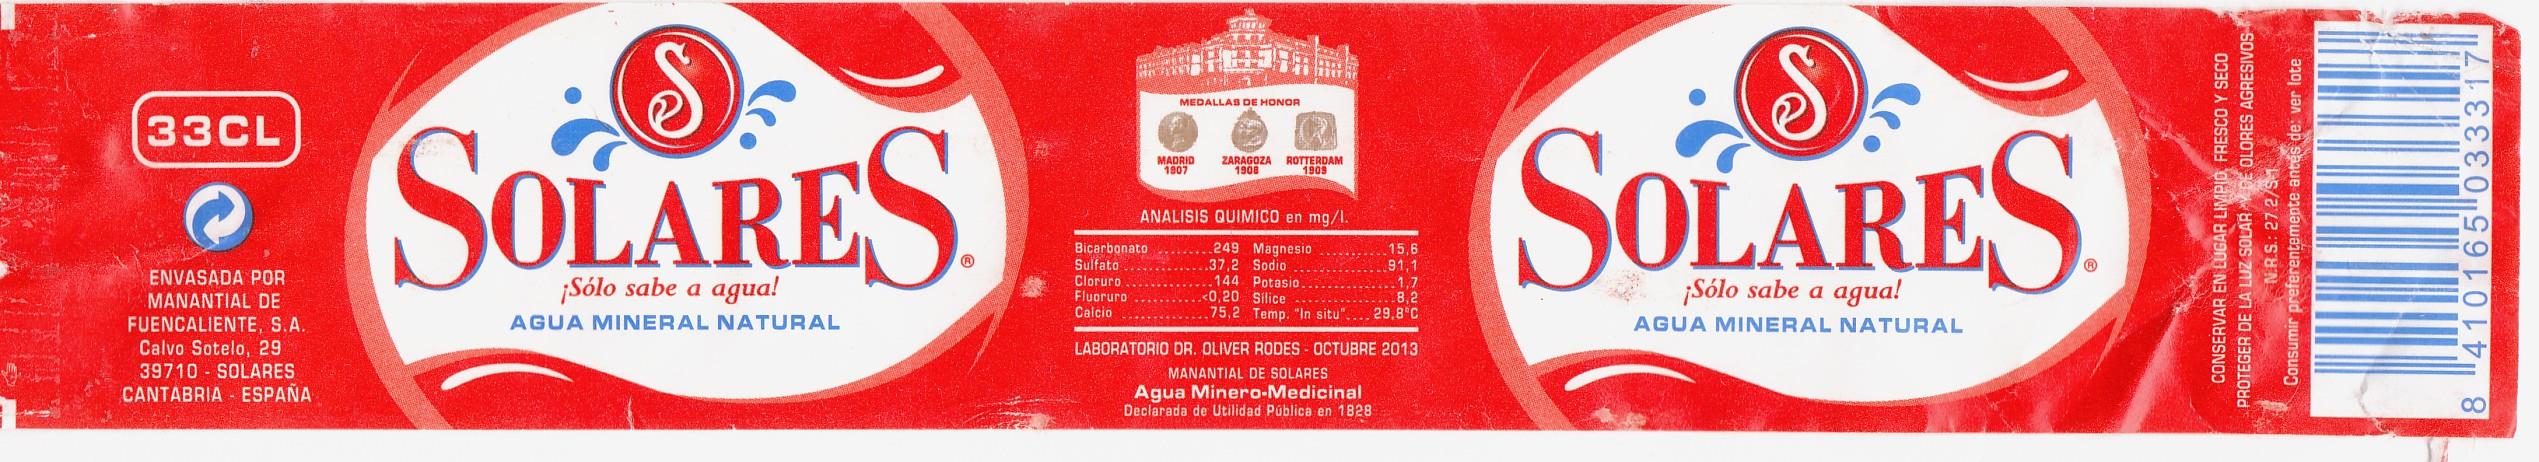 33CL
ENVASADA POR
MANANTIAL DE
FUENCALIENTE, S.A.
Calvo Sotelo, 29
39710 - SOLARES
CANTABRIA - ESPAÑA
S
SOLARES®
¡Sólo sabe a agua!
AGUA MINERAL NATURAL
MEDALLAS DE HONOR
MADRID ZARAGOZA ROTTERDAM
1907 1908 1909
ANALISIS QUIMICO en mg/l.
Bicarbonato ........249 Magnesio ..........15,6
Sulfato ............37,2 Sodio ..............91,1
Cloruro ............144 Potasio..............1,7
Fluoruro ..........<0,20 Sílice ...............8,2
Calcio .............75,2 Temp. "In situ".... 29,8°C
LABORATORIO DR. OLIVER RODES - OCTUBRE 2013
MANANTIAL DE SOLARES
Agua Minero-Medicinal
Declarada de Utilidad Pública en 1828
S
SOLARES®
¡Sólo sabe a agua!
AGUA MINERAL NATURAL
CONSERVAR EN LUGAR LIMPIO, FRESCO Y SECO
PROTEGER DE LA LUZ SOLAR Y DE OLORES AGRESIVOS
N.R.S.: 27.2/S-1
Consumir preferentemente antes de: ver lote
8 410165 033317